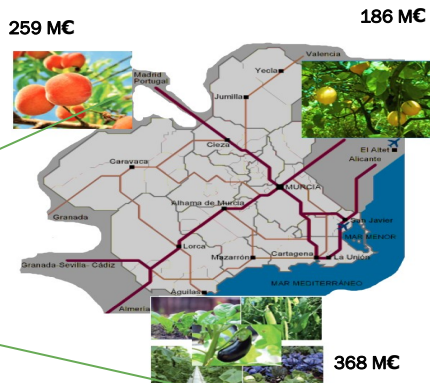 186 M€
259 M€
Valencia
Yecla
Madrid
Portugal
Jumilla
Cieza
El Altet
Alicante
Caravaca
MURCIA
Alhama de Murcia
San Javier
Granada
MAR MENOR
Lorca
Mazarrón
Cartagena
La Unión
Granada-Sevilla- Cádiz
MAR MEDITERRÁNEO
Aguilas
Almería
368 M€